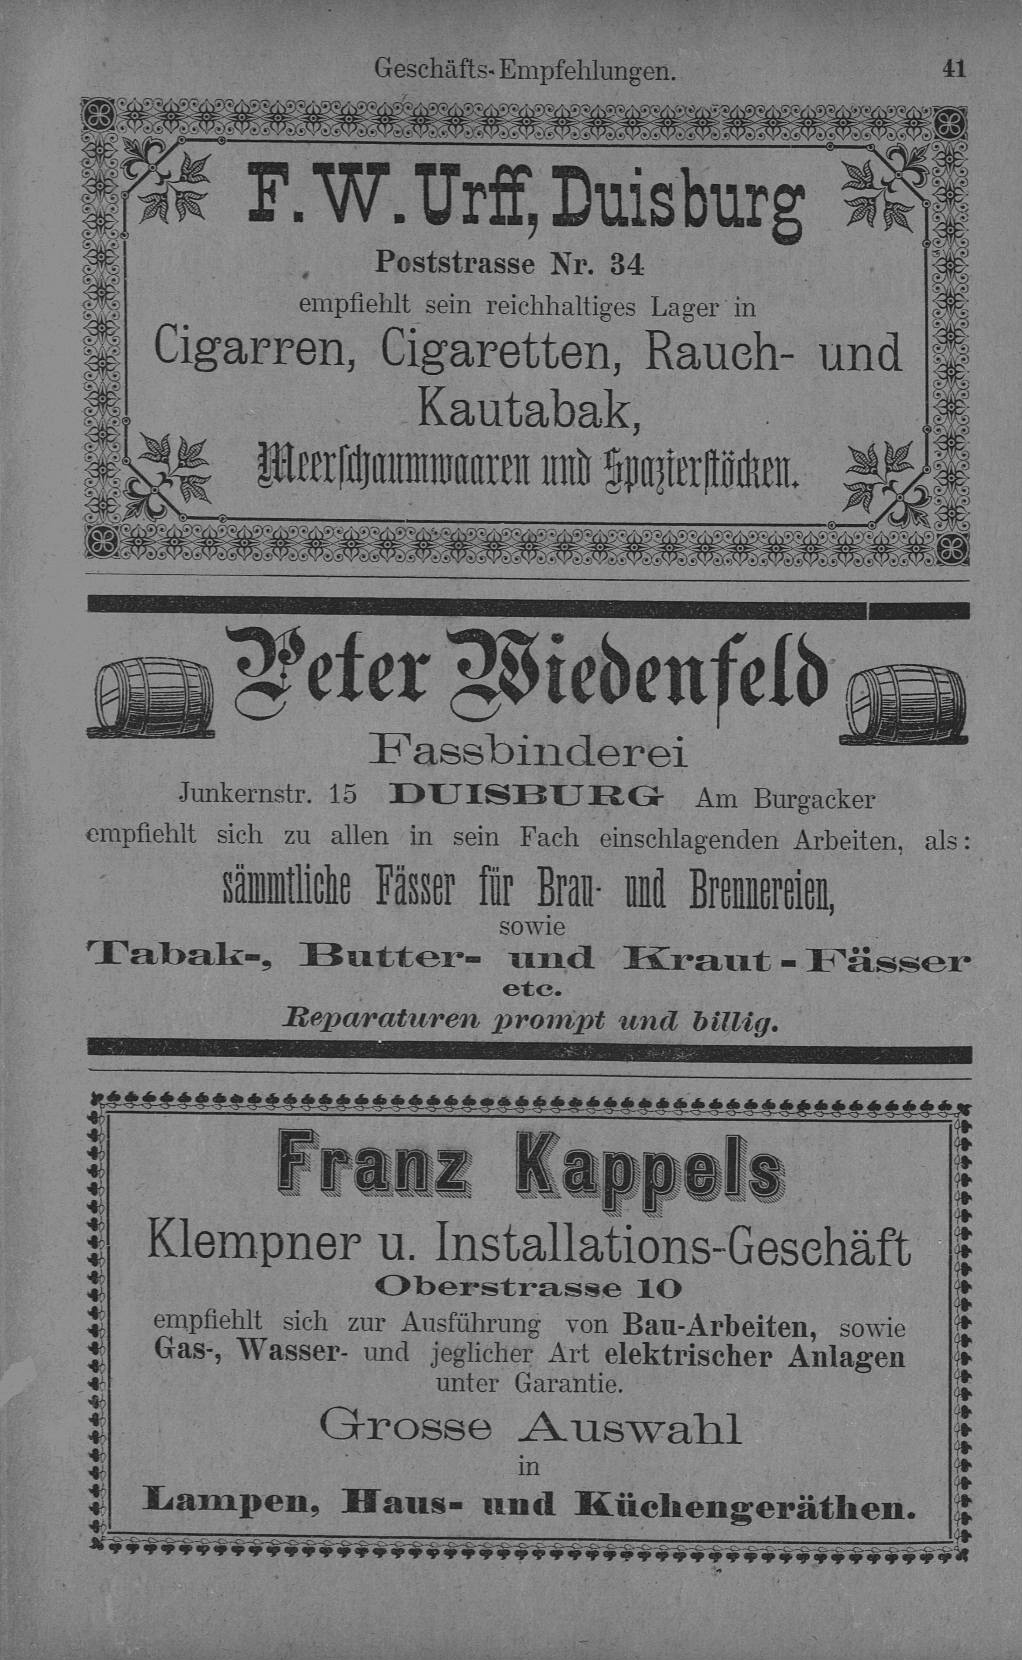 Geschäfts-Empfehlungen. 41
F. W. Urff, Duisburg
Poststrasse Nr. 34
empfiehlt sein reichhaltiges Lager in
Cigarren, Cigaretten, Rauch- und
Kautabak,
Meerschaumwaaren und Spazierstöcken.
Peter Wiedenfeld
Fassbinderei
Junkernstr. 15 DUISBURG Am Burgacker
empfiehlt sich zu allen in sein Fach einschlagenden Arbeiten, als:
sämmtliche Fässer für Brau- und Brennereien,
sowie
Tabak-, Butter- und Kraut-Fässer
etc.
Reparaturen prompt und billig.
Franz Kappels
Klempner u. Installations-Geschäft
Oberstrasse 10
empfiehlt sich zur Ausführung von Bau-Arbeiten, sowie
Gas-, Wasser- und jeglicher Art elektrischer Anlagen
unter Garantie.
Grosse Auswahl
in
Lampen, Haus- und Küchengeräthen.